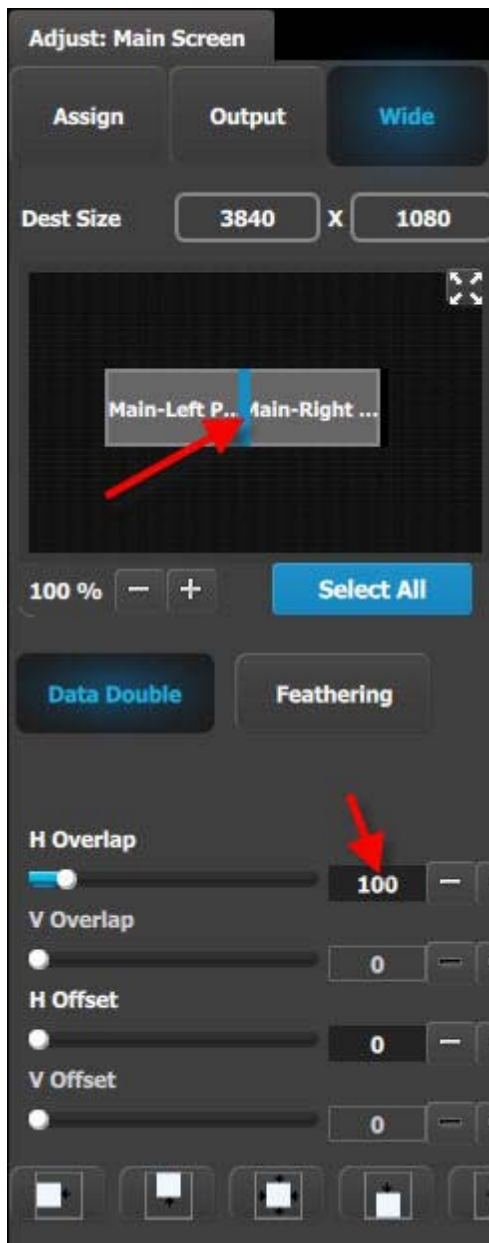 Adjust: Main Screen
Assign Output Wide
Dest Size 3840 X 1080
Main-Left P... Main-Right ...
100 % − + Select All
Data Double Feathering
H Overlap
100 −
V Overlap
0 −
H Offset
0 −
V Offset
0 −